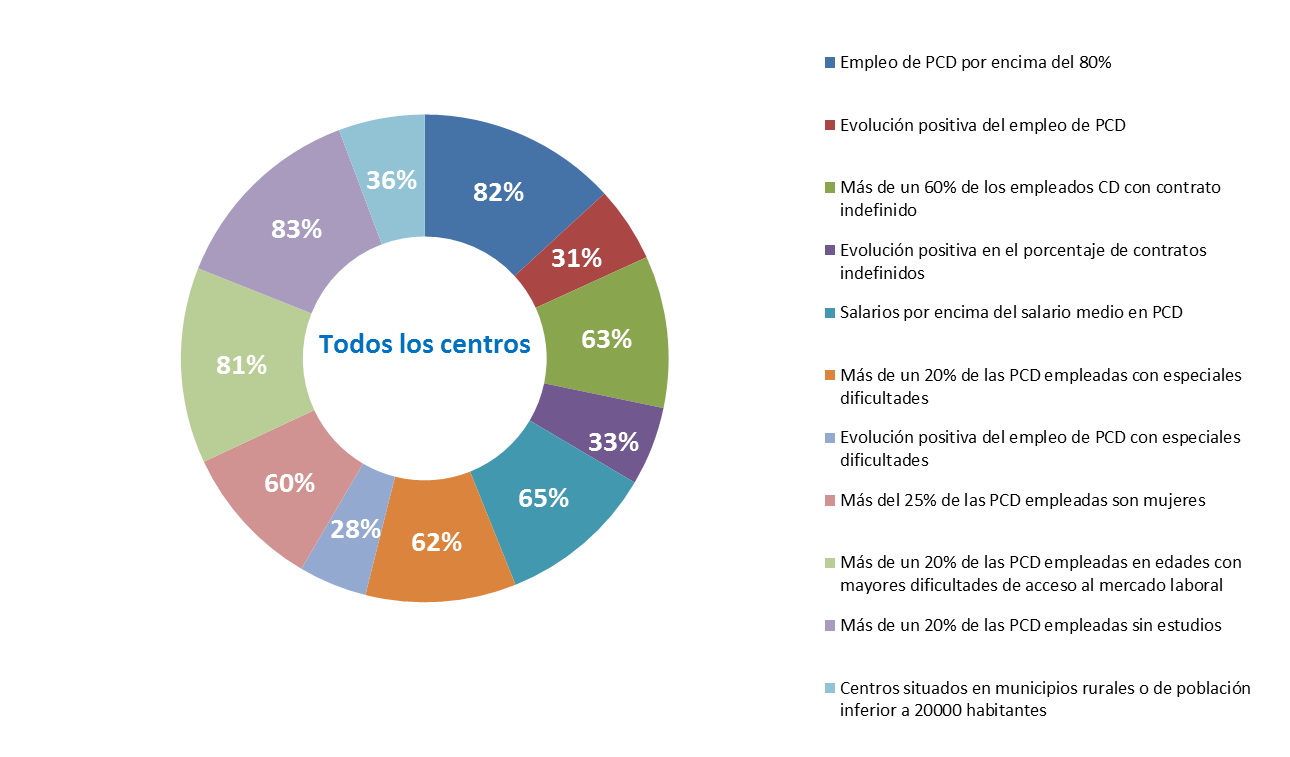 82%
31%
63%
33%
65%
62%
28%
60%
81%
83%
36%
Todos los centros
Empleo de PCD por encima del 80%
Evolución positiva del empleo de PCD
Más de un 60% de los empleados CD con contrato
indefinido
Evolución positiva en el porcentaje de contratos
indefinidos
Salarios por encima del salario medio en PCD
Más de un 20% de las PCD empleadas con especiales
dificultades
Evolución positiva del empleo de PCD con especiales
dificultades
Más del 25% de las PCD empleadas son mujeres
Más de un 20% de las PCD empleadas en edades con
mayores dificultades de acceso al mercado laboral
Más de un 20% de las PCD empleadas sin estudios
Centros situados en municipios rurales o de población
inferior a 20000 habitantes